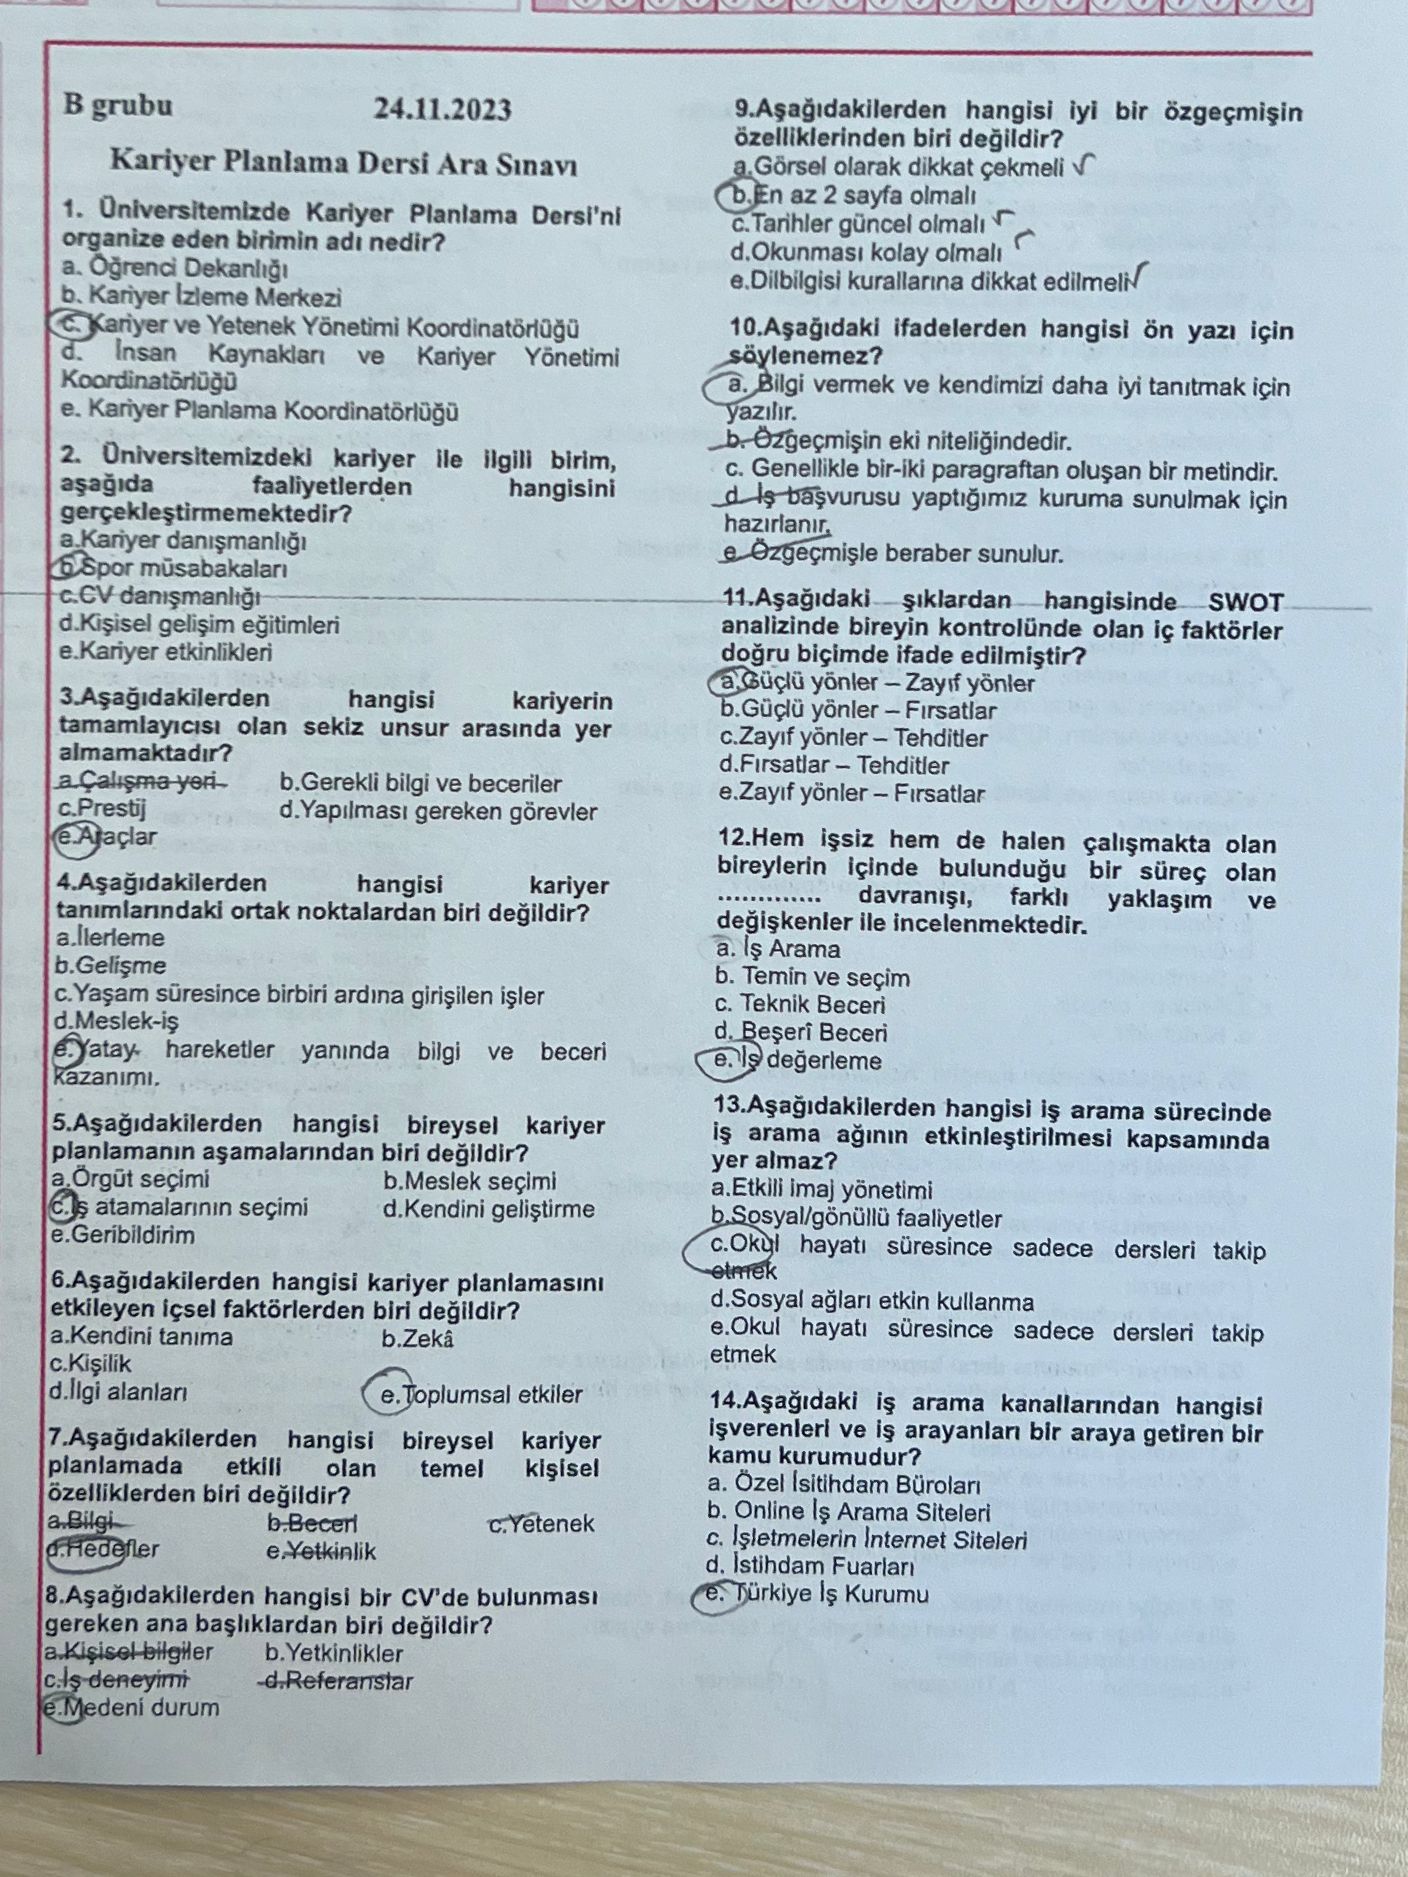 B grubu 24.11.2023
Kariyer Planlama Dersi Ara Sınavı
1. Üniversitemizde Kariyer Planlama Dersi'ni
organize eden birimin adı nedir?
a. Öğrenci Dekanlığı
b. Kariyer İzleme Merkezi
c. Kariyer ve Yetenek Yönetimi Koordinatörlüğü
d. İnsan Kaynakları ve Kariyer Yönetimi
Koordinatörlüğü
e. Kariyer Planlama Koordinatörlüğü
2. Üniversitemizdeki kariyer ile ilgili birim,
aşağıda faaliyetlerden hangisini
gerçekleştirmemektedir?
a.Kariyer danışmanlığı
b.Spor müsabakaları
c.CV danışmanlığı
d.Kişisel gelişim eğitimleri
e.Kariyer etkinlikleri
3.Aşağıdakilerden hangisi kariyerin
tamamlayıcısı olan sekiz unsur arasında yer
almamaktadır?
a.Çalışma yeri b.Gerekli bilgi ve beceriler
c.Prestij d.Yapılması gereken görevler
e.Araçlar
4.Aşağıdakilerden hangisi kariyer
tanımlarındaki ortak noktalardan biri değildir?
a.İlerleme
b.Gelişme
c.Yaşam süresince birbiri ardına girişilen işler
d.Meslek-iş
e.Yatay hareketler yanında bilgi ve beceri
kazanımı.
5.Aşağıdakilerden hangisi bireysel kariyer
planlamanın aşamalarından biri değildir?
a.Örgüt seçimi b.Meslek seçimi
c.İş atamalarının seçimi d.Kendini geliştirme
e.Geribildirim
6.Aşağıdakilerden hangisi kariyer planlamasını
etkileyen içsel faktörlerden biri değildir?
a.Kendini tanıma b.Zekâ
c.Kişilik
d.İlgi alanları e.Toplumsal etkiler
7.Aşağıdakilerden hangisi bireysel kariyer
planlamada etkili olan temel kişisel
özelliklerden biri değildir?
a.Bilgi b.Beceri c.Yetenek
d.Hedefler e.Yetkinlik
8.Aşağıdakilerden hangisi bir CV'de bulunması
gereken ana başlıklardan biri değildir?
a.Kişisel bilgiler b.Yetkinlikler
c.İş deneyimi d.Referanslar
e.Medeni durum
9.Aşağıdakilerden hangisi iyi bir özgeçmişin
özelliklerinden biri değildir?
a.Görsel olarak dikkat çekmeli
b.En az 2 sayfa olmalı
c.Tarihler güncel olmalı
d.Okunması kolay olmalı
e.Dilbilgisi kurallarına dikkat edilmeli
10.Aşağıdaki ifadelerden hangisi ön yazı için
söylenemez?
a. Bilgi vermek ve kendimizi daha iyi tanıtmak için
yazılır.
b. Özgeçmişin eki niteliğindedir.
c. Genellikle bir-iki paragraftan oluşan bir metindir.
d. İş başvurusu yaptığımız kuruma sunulmak için
hazırlanır.
e. Özgeçmişle beraber sunulur.
11.Aşağıdaki şıklardan hangisinde SWOT
analizinde bireyin kontrolünde olan iç faktörler
doğru biçimde ifade edilmiştir?
a.Güçlü yönler – Zayıf yönler
b.Güçlü yönler – Fırsatlar
c.Zayıf yönler – Tehditler
d.Fırsatlar – Tehditler
e.Zayıf yönler – Fırsatlar
12.Hem işsiz hem de halen çalışmakta olan
bireylerin içinde bulunduğu bir süreç olan
............. davranışı, farklı yaklaşım ve
değişkenler ile incelenmektedir.
a. İş Arama
b. Temin ve seçim
c. Teknik Beceri
d. Beşerî Beceri
e. İş değerleme
13.Aşağıdakilerden hangisi iş arama sürecinde
iş arama ağının etkinleştirilmesi kapsamında
yer almaz?
a.Etkili imaj yönetimi
b.Sosyal/gönüllü faaliyetler
c.Okul hayatı süresince sadece dersleri takip
etmek
d.Sosyal ağları etkin kullanma
e.Okul hayatı süresince sadece dersleri takip
etmek
14.Aşağıdaki iş arama kanallarından hangisi
işverenleri ve iş arayanları bir araya getiren bir
kamu kurumudur?
a. Özel İsitihdam Büroları
b. Online İş Arama Siteleri
c. İşletmelerin İnternet Siteleri
d. İstihdam Fuarları
e. Türkiye İş Kurumu